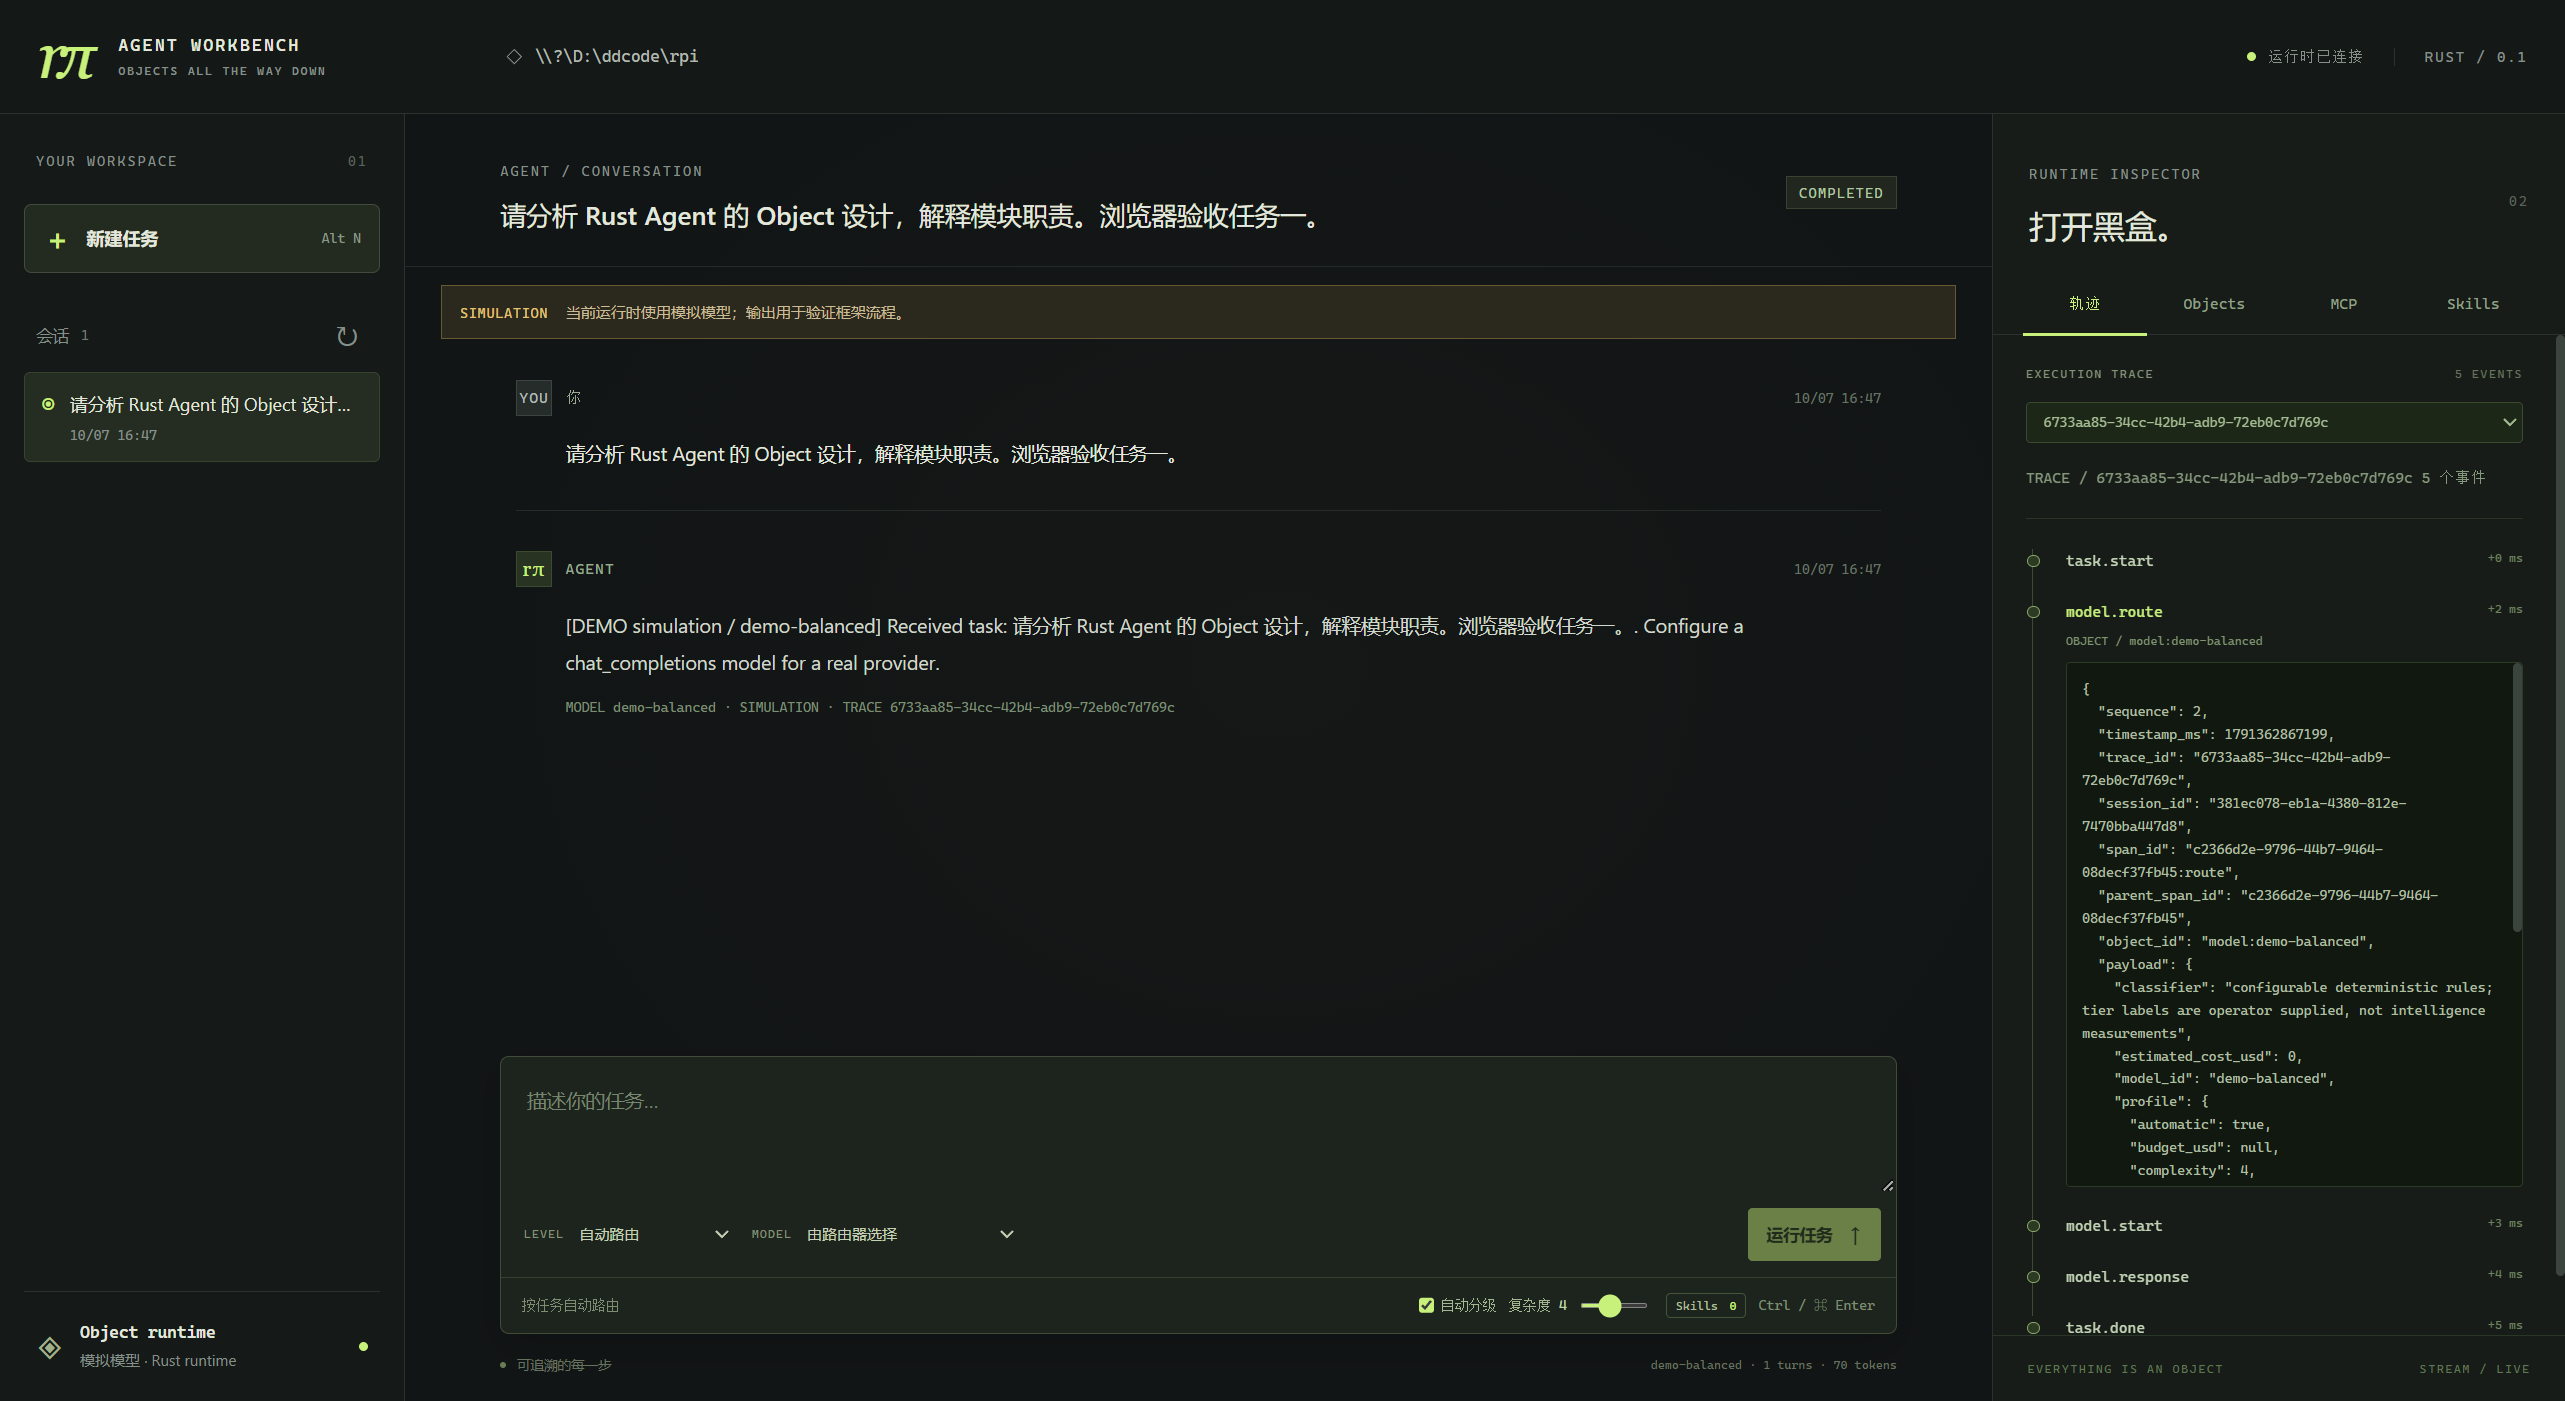 rπ
AGENT WORKBENCH
OBJECTS ALL THE WAY DOWN
\\?\D:\ddcode\rpi
运行时已连接
RUST / 0.1
YOUR WORKSPACE
01
+ 新建任务
Alt N
会话 1
请分析 Rust Agent 的 Object 设计...
10/07 16:47
Object runtime
模拟模型 · Rust runtime
AGENT / CONVERSATION
请分析 Rust Agent 的 Object 设计，解释模块职责。浏览器验收任务一。
COMPLETED
SIMULATION 当前运行时使用模拟模型；输出用于验证框架流程。
YOU 你
10/07 16:47
请分析 Rust Agent 的 Object 设计，解释模块职责。浏览器验收任务一。
rπ AGENT
10/07 16:47
[DEMO simulation / demo-balanced] Received task: 请分析 Rust Agent 的 Object 设计，解释模块职责。浏览器验收任务一。. Configure a
chat_completions model for a real provider.
MODEL demo-balanced · SIMULATION · TRACE 6733aa85-34cc-42b4-adb9-72eb0c7d769c
描述你的任务...
LEVEL 自动路由
MODEL 由路由器选择
运行任务 ↑
按任务自动路由
自动分级 复杂度 4
Skills 0
Ctrl / ⌘ Enter
可追溯的每一步
demo-balanced · 1 turns · 70 tokens
RUNTIME INSPECTOR
02
打开黑盒。
轨迹
Objects
MCP
Skills
EXECUTION TRACE
5 EVENTS
6733aa85-34cc-42b4-adb9-72eb0c7d769c
TRACE / 6733aa85-34cc-42b4-adb9-72eb0c7d769c 5 个事件
task.start
+0 ms
model.route
+2 ms
OBJECT / model:demo-balanced
{
"sequence": 2,
"timestamp_ms": 1791362867199,
"trace_id": "6733aa85-34cc-42b4-adb9-
72eb0c7d769c",
"session_id": "381ec078-eb1a-4380-812e-
7470bba447d8",
"span_id": "c2366d2e-9796-44b7-9464-
08decf37fb45:route",
"parent_span_id": "c2366d2e-9796-44b7-9464-
08decf37fb45",
"object_id": "model:demo-balanced",
"payload": {
"classifier": "configurable deterministic rules;
tier labels are operator supplied, not intelligence
measurements",
"estimated_cost_usd": 0,
"model_id": "demo-balanced",
"profile": {
"automatic": true,
"budget_usd": null,
"complexity": 4,
model.start
+3 ms
model.response
+4 ms
task.done
+5 ms
EVERYTHING IS AN OBJECT
STREAM / LIVE